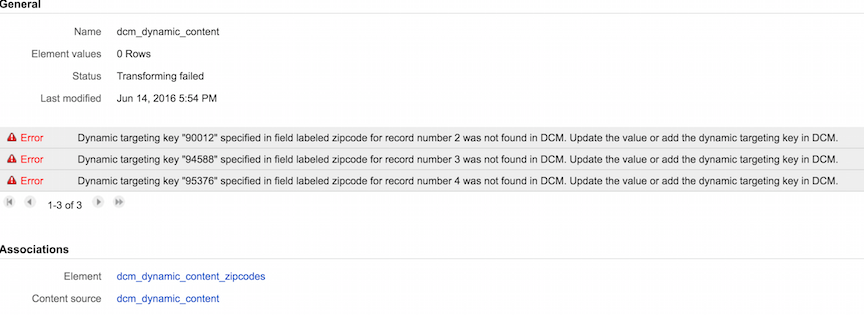 General
Name dcm_dynamic_content
Element values 0 Rows
Status Transforming failed
Last modified Jun 14, 2016 5:54 PM
Error Dynamic targeting key "90012" specified in field labeled zipcode for record number 2 was not found in DCM. Update the value or add the dynamic targeting key in DCM.
Error Dynamic targeting key "94588" specified in field labeled zipcode for record number 3 was not found in DCM. Update the value or add the dynamic targeting key in DCM.
Error Dynamic targeting key "95376" specified in field labeled zipcode for record number 4 was not found in DCM. Update the value or add the dynamic targeting key in DCM.
1-3 of 3
Associations
Element dcm_dynamic_content_zipcodes
Content source dcm_dynamic_content